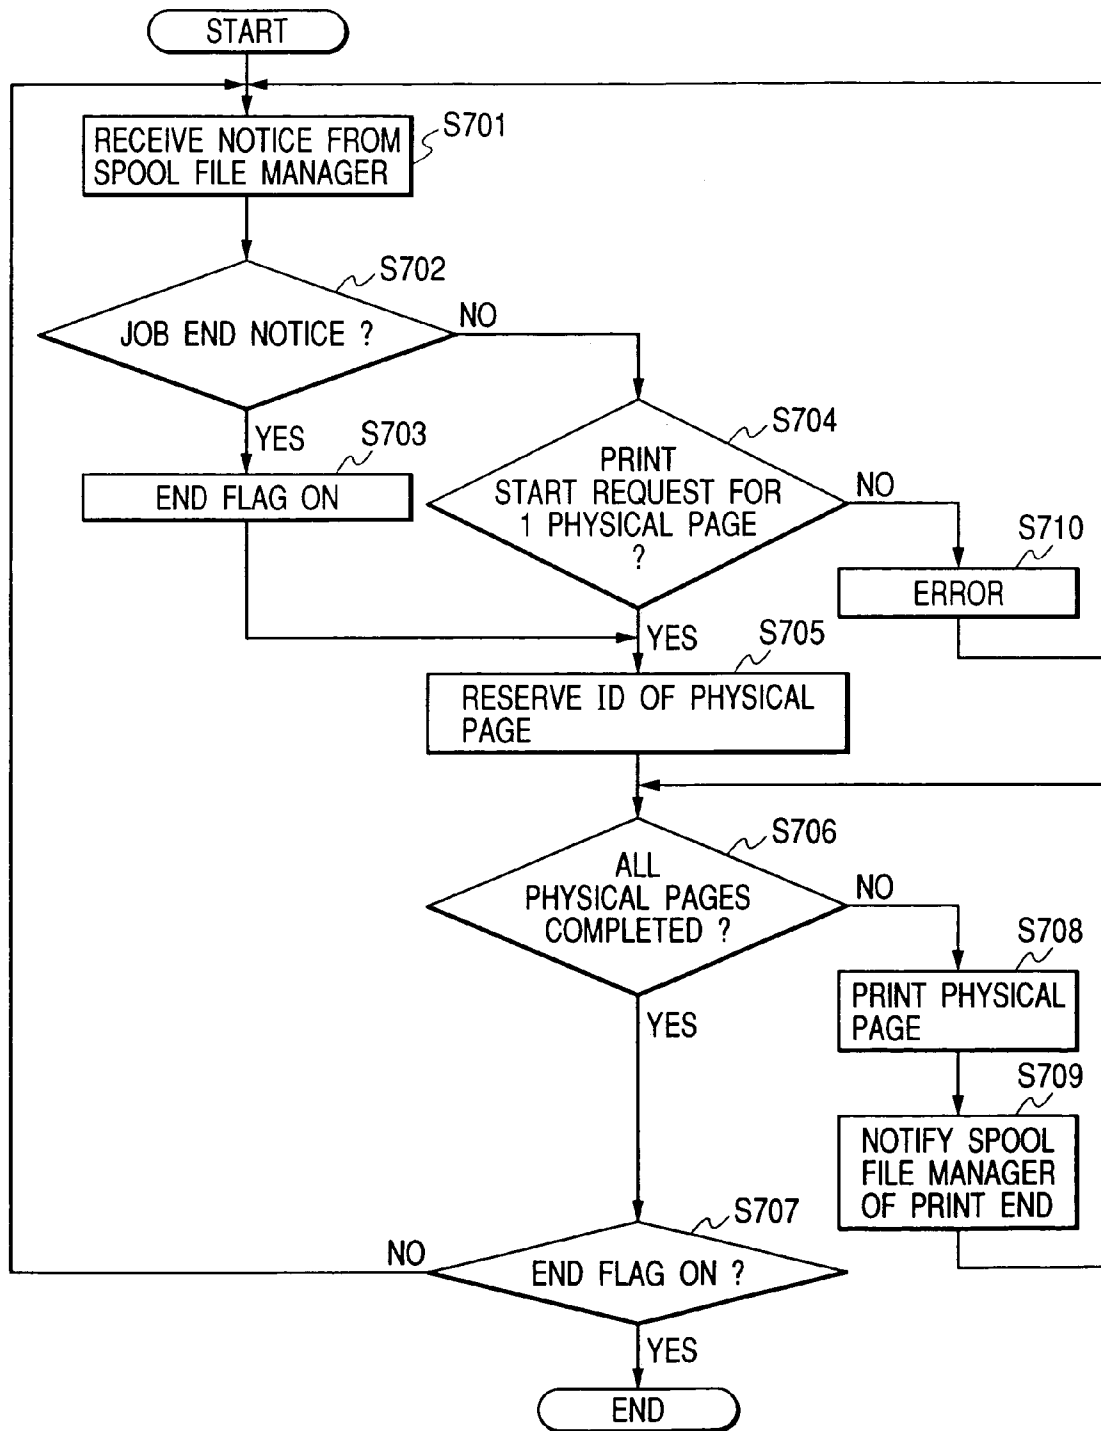 START
RECEIVE NOTICE FROM
SPOOL FILE MANAGER
S701
S702
JOB END NOTICE ?
NO
YES
S703
END FLAG ON
S704
PRINT
START REQUEST FOR
1 PHYSICAL PAGE
?
NO
S710
ERROR
YES
S705
RESERVE ID OF PHYSICAL
PAGE
S706
ALL
PHYSICAL PAGES
COMPLETED ?
NO
S708
PRINT PHYSICAL
PAGE
YES
S709
NOTIFY SPOOL
FILE MANAGER
OF PRINT END
S707
END FLAG ON ?
NO
YES
END